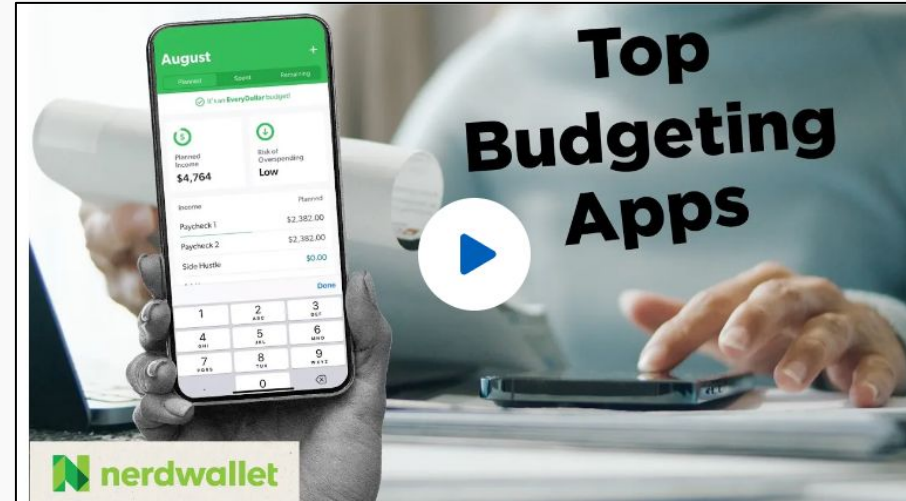 August
+
Planned Spent Remaining
It's an EveryDollar budget!
Planned
Income
$4,764
Risk of
Overspending
Low
Income Planned
Paycheck 1 $2,382.00
Paycheck 2 $2,382.00
Side Hustle $0.00
Done
1 2 3
ABC DEF
4 5 6
GHI JKL MNO
7 8 9
PQRS TUV WXYZ
0
Top
Budgeting
Apps
nerdwallet